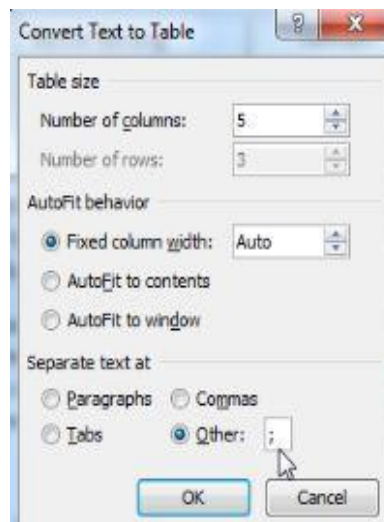 Convert Text to Table
Table size
Number of columns: 5
Number of rows: 3
AutoFit behavior
Fixed column width: Auto
AutoFit to contents
AutoFit to window
Separate text at
Paragraphs Commas
Tabs Other: ;
OK Cancel